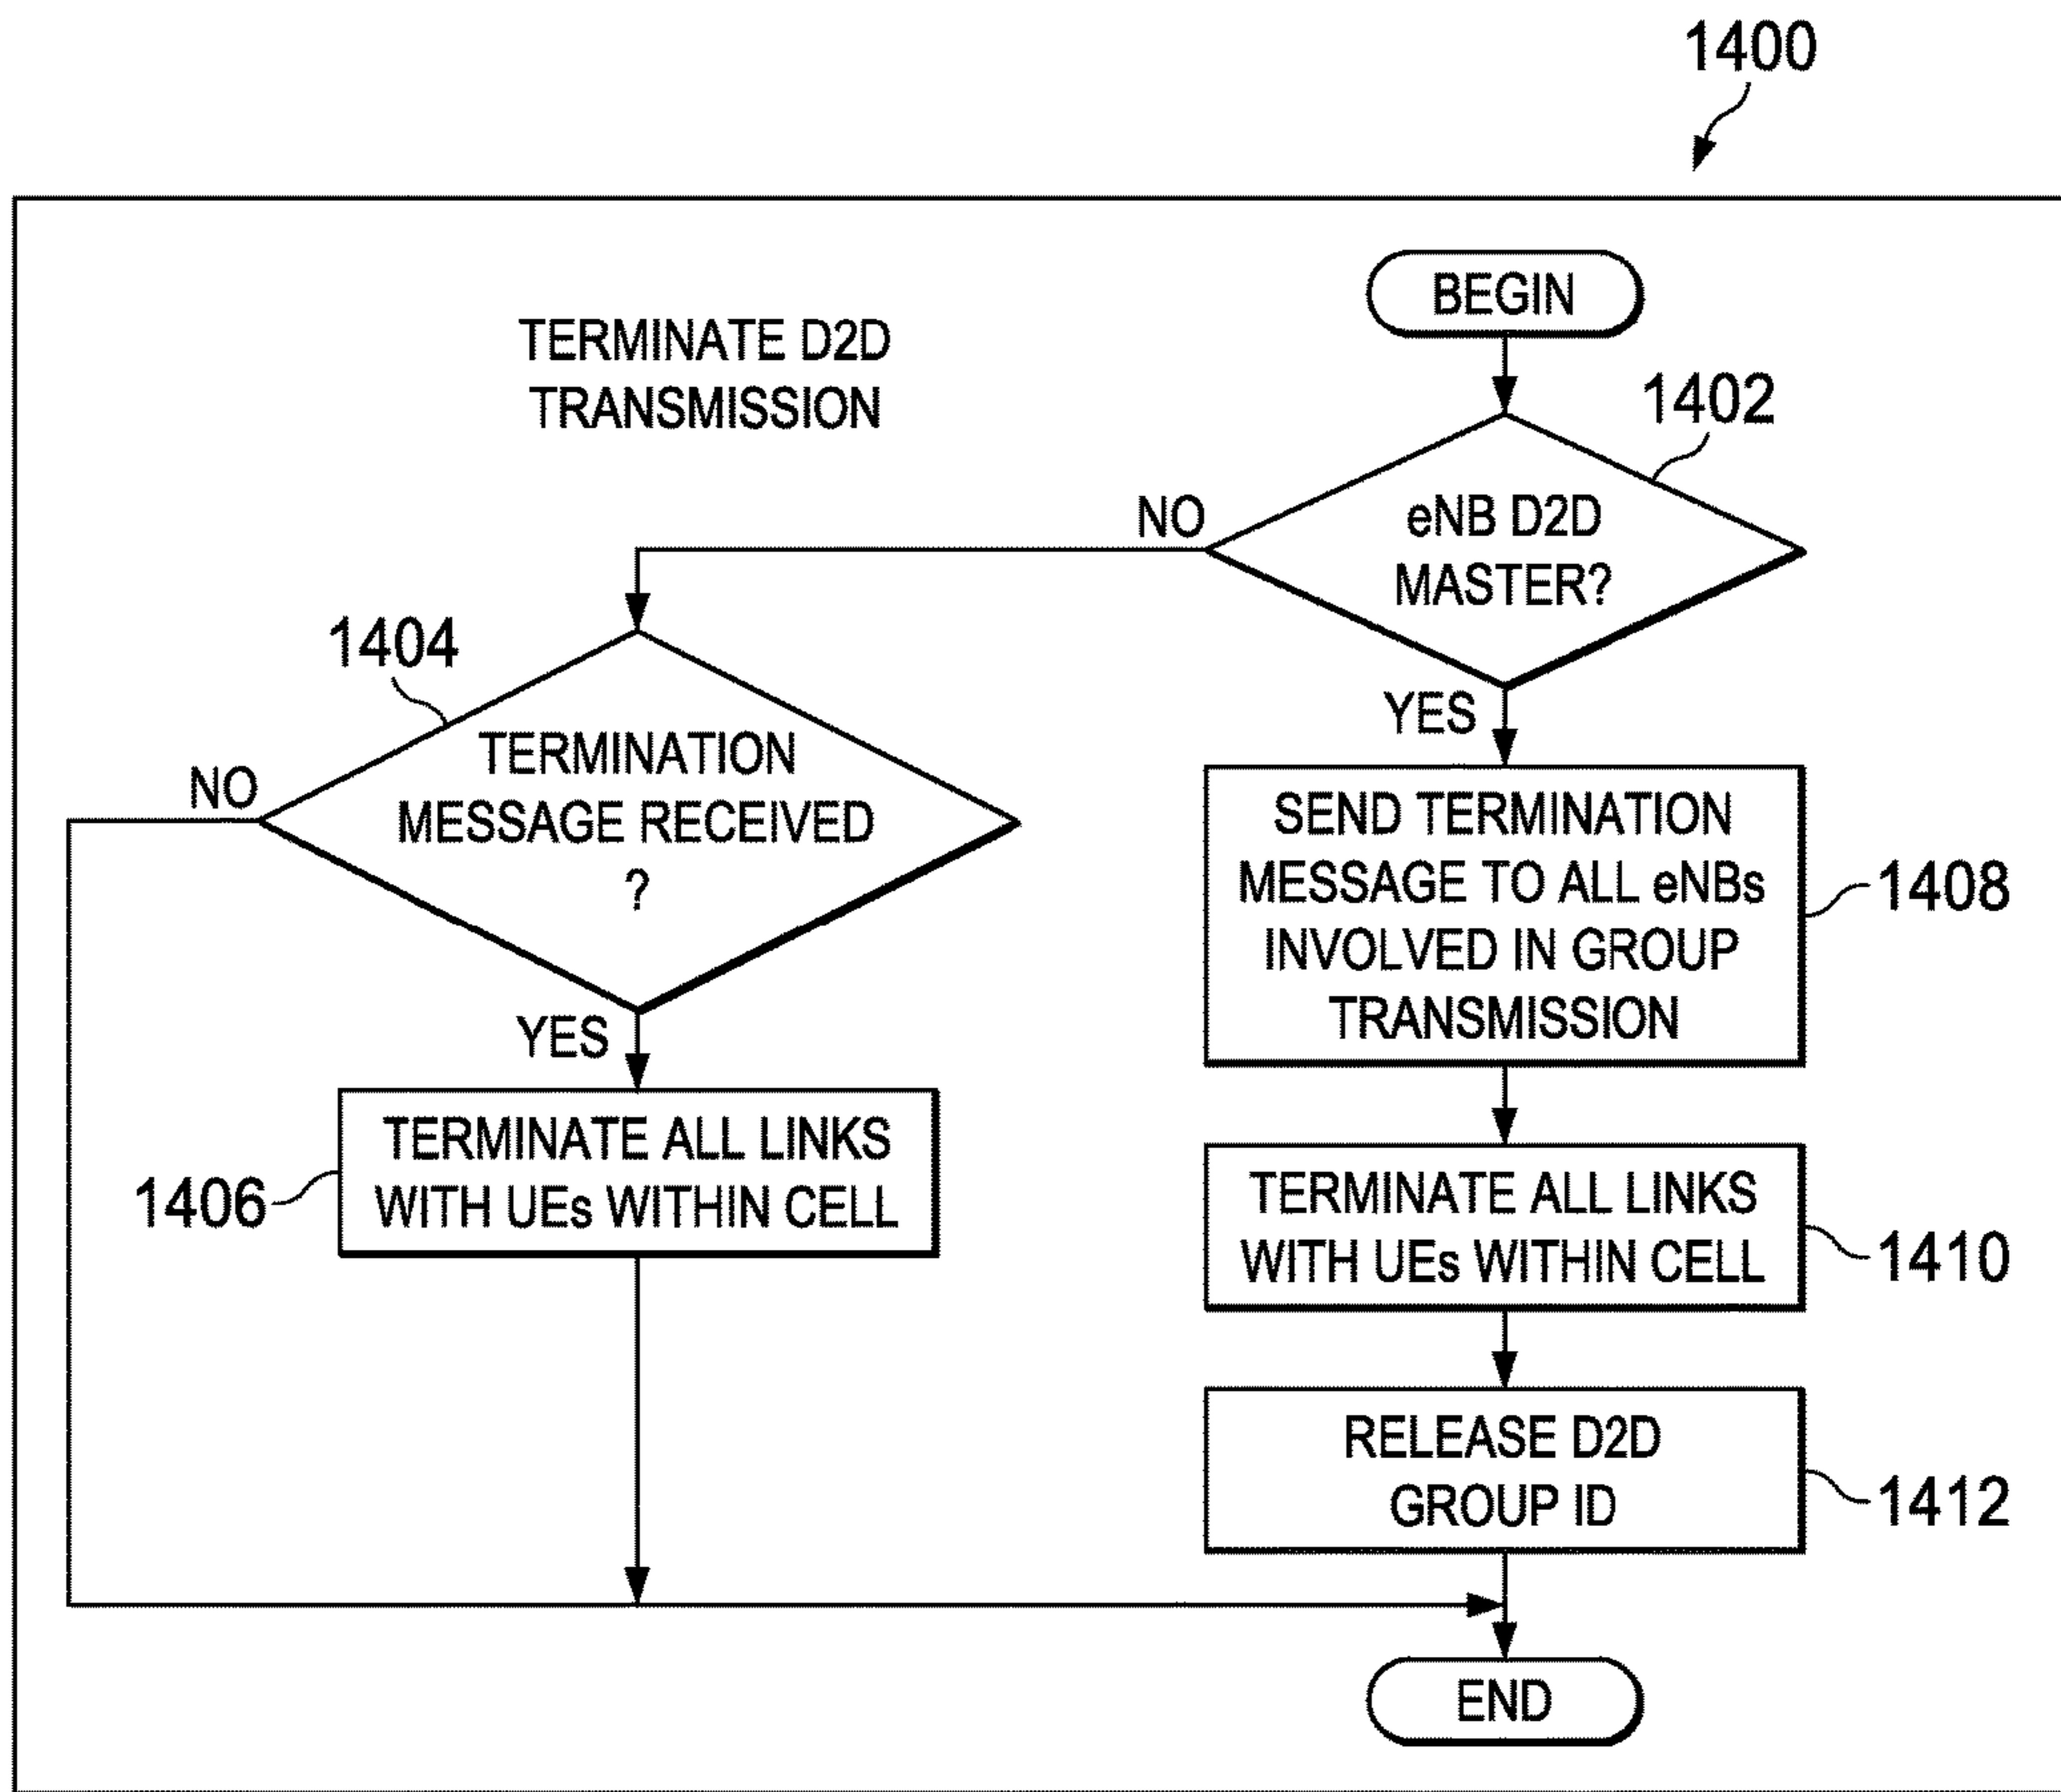 1400
BEGIN
TERMINATE D2D
TRANSMISSION
1402
eNB D2D
MASTER?
NO
YES
1404
TERMINATION
MESSAGE RECEIVED
?
NO
YES
SEND TERMINATION
MESSAGE TO ALL eNBs
INVOLVED IN GROUP
TRANSMISSION
1408
TERMINATE ALL LINKS
WITH UEs WITHIN CELL
1406
TERMINATE ALL LINKS
WITH UEs WITHIN CELL
1410
RELEASE D2D
GROUP ID
1412
END